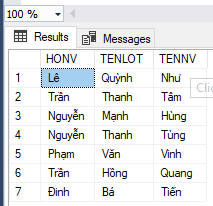 100 %
Results Messages
HONV TENLOT TENNV
1 Lê Quỳnh Như
2 Trần Thanh Tâm
3 Nguyễn Mạnh Hùng
4 Nguyễn Thanh Tùng
5 Phạm Văn Vinh
6 Trần Hồng Quang
7 Đinh Bá Tiến